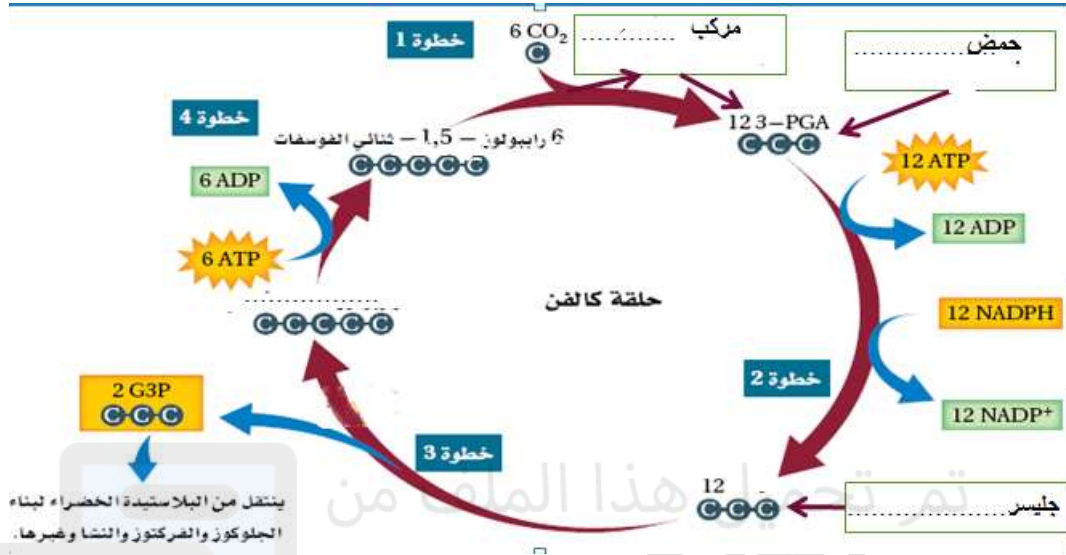 خطوة 1
6 CO₂
C
مركب ............
حمض ............
خطوة 4
6 رايبولوز – 1,5 – ثنائي الفوسفات
C-C-C-C-C
12 3-PGA
C-C-C
12 ATP
12 ADP
6 ADP
6 ATP
..................
C-C-C-C-C
حلقة كالفن
12 NADPH
12 NADP⁺
خطوة 2
2 G3P
C-C-C
خطوة 3
12
C-C-C
جليسر ..................
ينتقل من البلاستيدة الخضراء لبناء
الجلوكوز والفركتوز والنشا وغيرها.
تم تحميل هذا الملف من